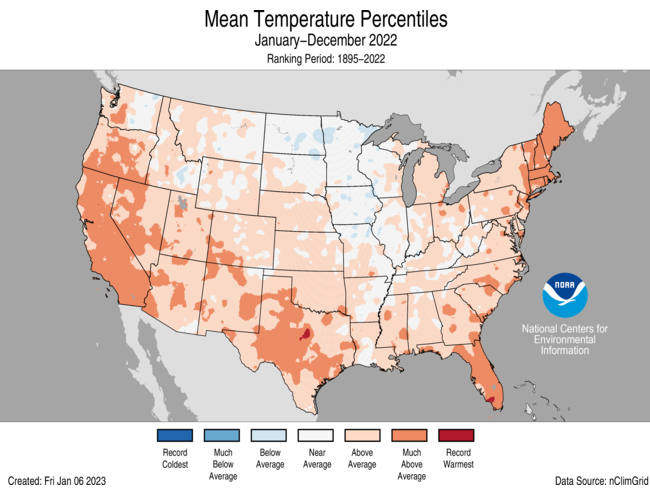 Mean Temperature Percentiles
January–December 2022
Ranking Period: 1895–2022
NOAA
National Centers for
Environmental
Information
Record
Coldest
Much
Below
Average
Below
Average
Near
Average
Above
Average
Much
Above
Average
Record
Warmest
Created: Fri Jan 06 2023
Data Source: nClimGrid